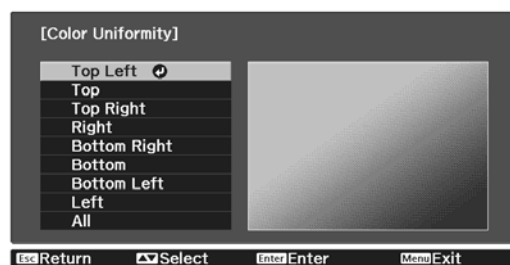 [Color Uniformity]
Top Left
Top
Top Right
Right
Bottom Right
Bottom
Bottom Left
Left
All
Esc Return Select Enter Enter Menu Exit